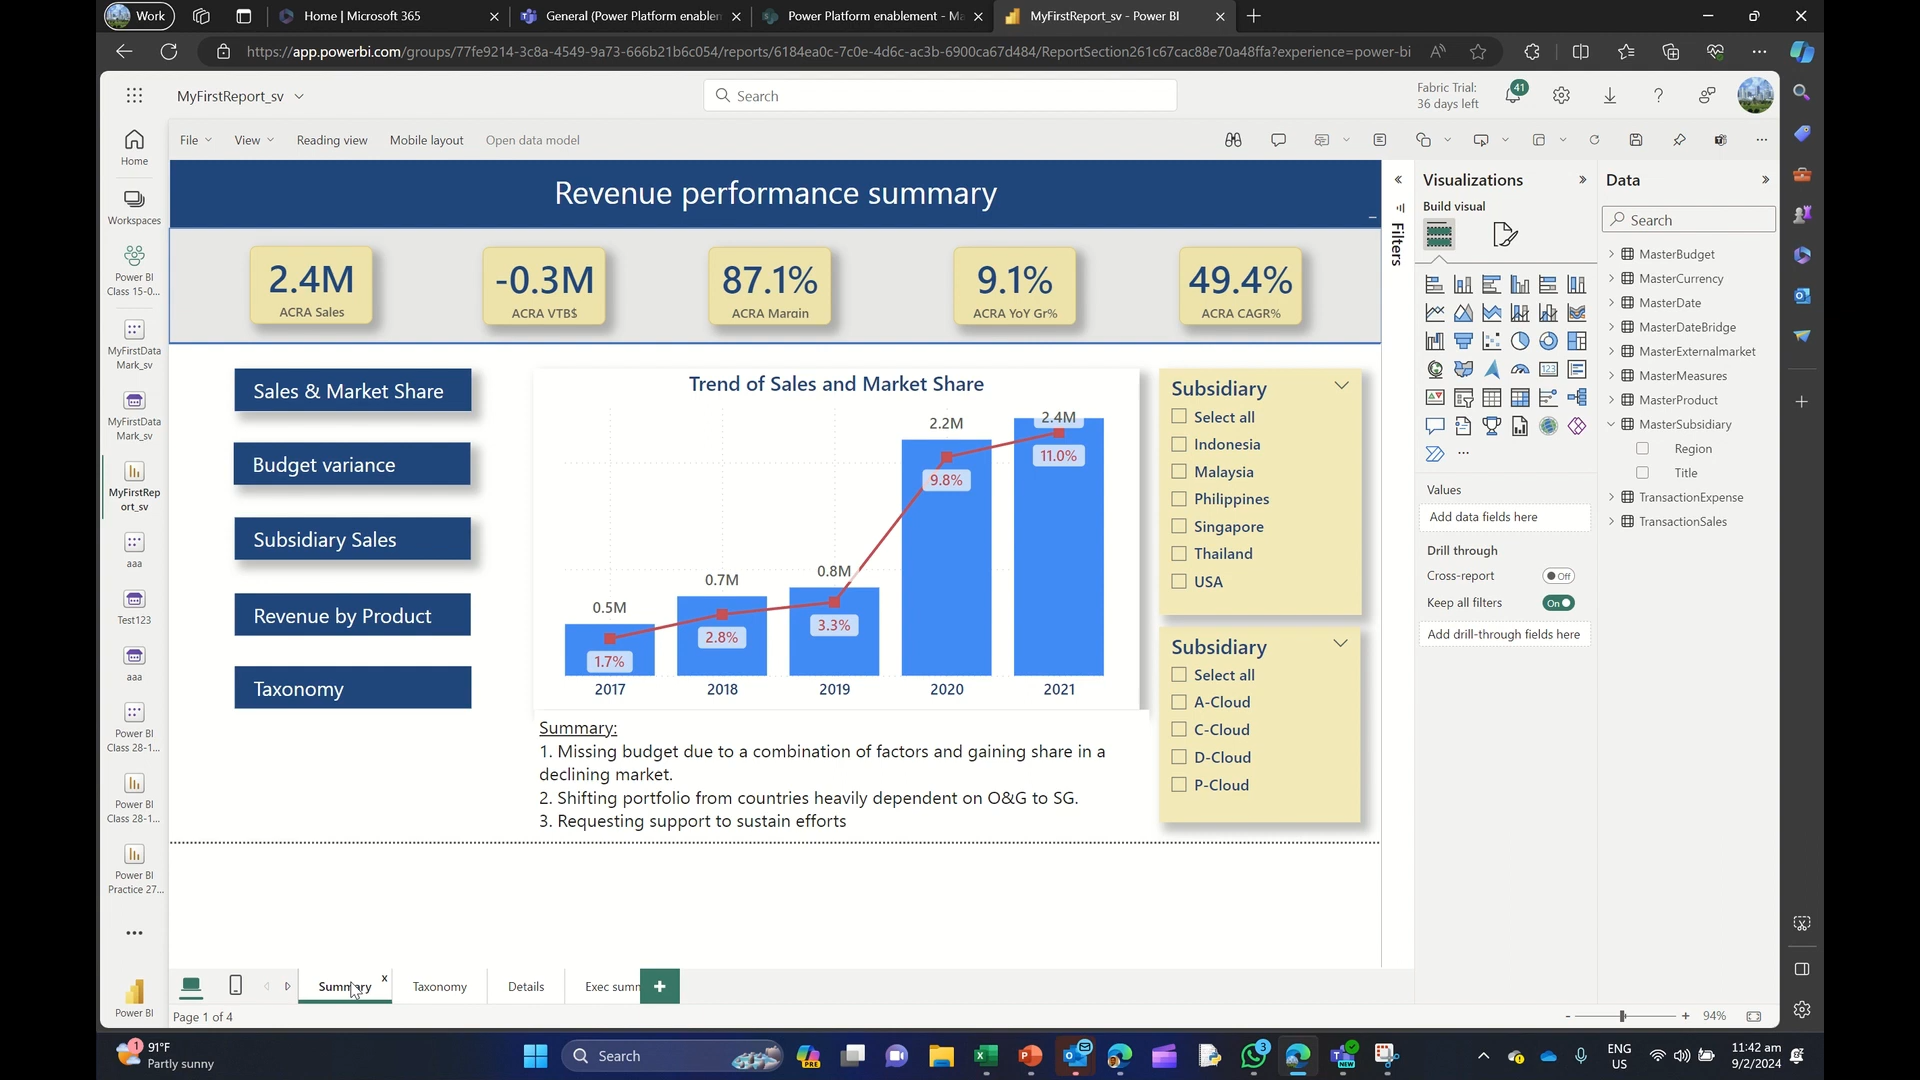 Work
Home | Microsoft 365
General (Power Platform enablen
Power Platform enablement - Ma
MyFirstReport_sv - Power BI
https://app.powerbi.com/groups/77fe9214-3c8a-4549-9a73-666b21b6c054/reports/6184ea0c-7c0e-4d6c-ac3b-6900ca67d484/ReportSection261c67cac88e70a48ffa?experience=power-bi
MyFirstReport_sv
Search
Fabric Trial:
36 days left
41
File
View
Reading view
Mobile layout
Open data model
Home
Workspaces
Power BI
Class 15-0...
MyFirstData
Mark_sv
MyFirstData
Mark_sv
MyFirstRep
ort_sv
aaa
Test123
aaa
Power BI
Class 28-1...
Power BI
Class 28-1...
Power BI
Practice 27...
Power BI
Revenue performance summary
2.4M
ACRA Sales
-0.3M
ACRA VTB$
87.1%
ACRA Margin
9.1%
ACRA YoY Gr%
49.4%
ACRA CAGR%
Sales & Market Share
Budget variance
Subsidiary Sales
Revenue by Product
Taxonomy
Trend of Sales and Market Share
0.5M
0.7M
0.8M
2.2M
2.4M
1.7%
2.8%
3.3%
9.8%
11.0%
2017
2018
2019
2020
2021
Summary:
1. Missing budget due to a combination of factors and gaining share in a
declining market.
2. Shifting portfolio from countries heavily dependent on O&G to SG.
3. Requesting support to sustain efforts
Subsidiary
Select all
Indonesia
Malaysia
Philippines
Singapore
Thailand
USA
Subsidiary
Select all
A-Cloud
C-Cloud
D-Cloud
P-Cloud
Filters
Visualizations
Build visual
123
Values
Add data fields here
Drill through
Cross-report
Off
Keep all filters
On
Add drill-through fields here
Data
Search
MasterBudget
MasterCurrency
MasterDate
MasterDateBridge
MasterExternalmarket
MasterMeasures
MasterProduct
MasterSubsidiary
Region
Title
TransactionExpense
TransactionSales
Summary
x
Taxonomy
Details
Exec summ
+
Page 1 of 4
- + 94%
1
91°F
Partly sunny
Search
PRE
3
NEW
ENG
US
11:42 am
9/2/2024